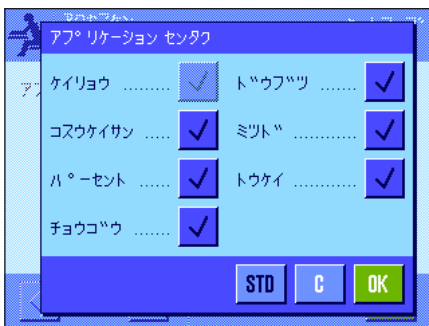 アプリケーション センタク
ケイリョウ ........
ドウブツ .......
コスウケイサン .....
ミツド ..........
パーセント ......
トウケイ .......
チョウゴウ .......
STD C OK